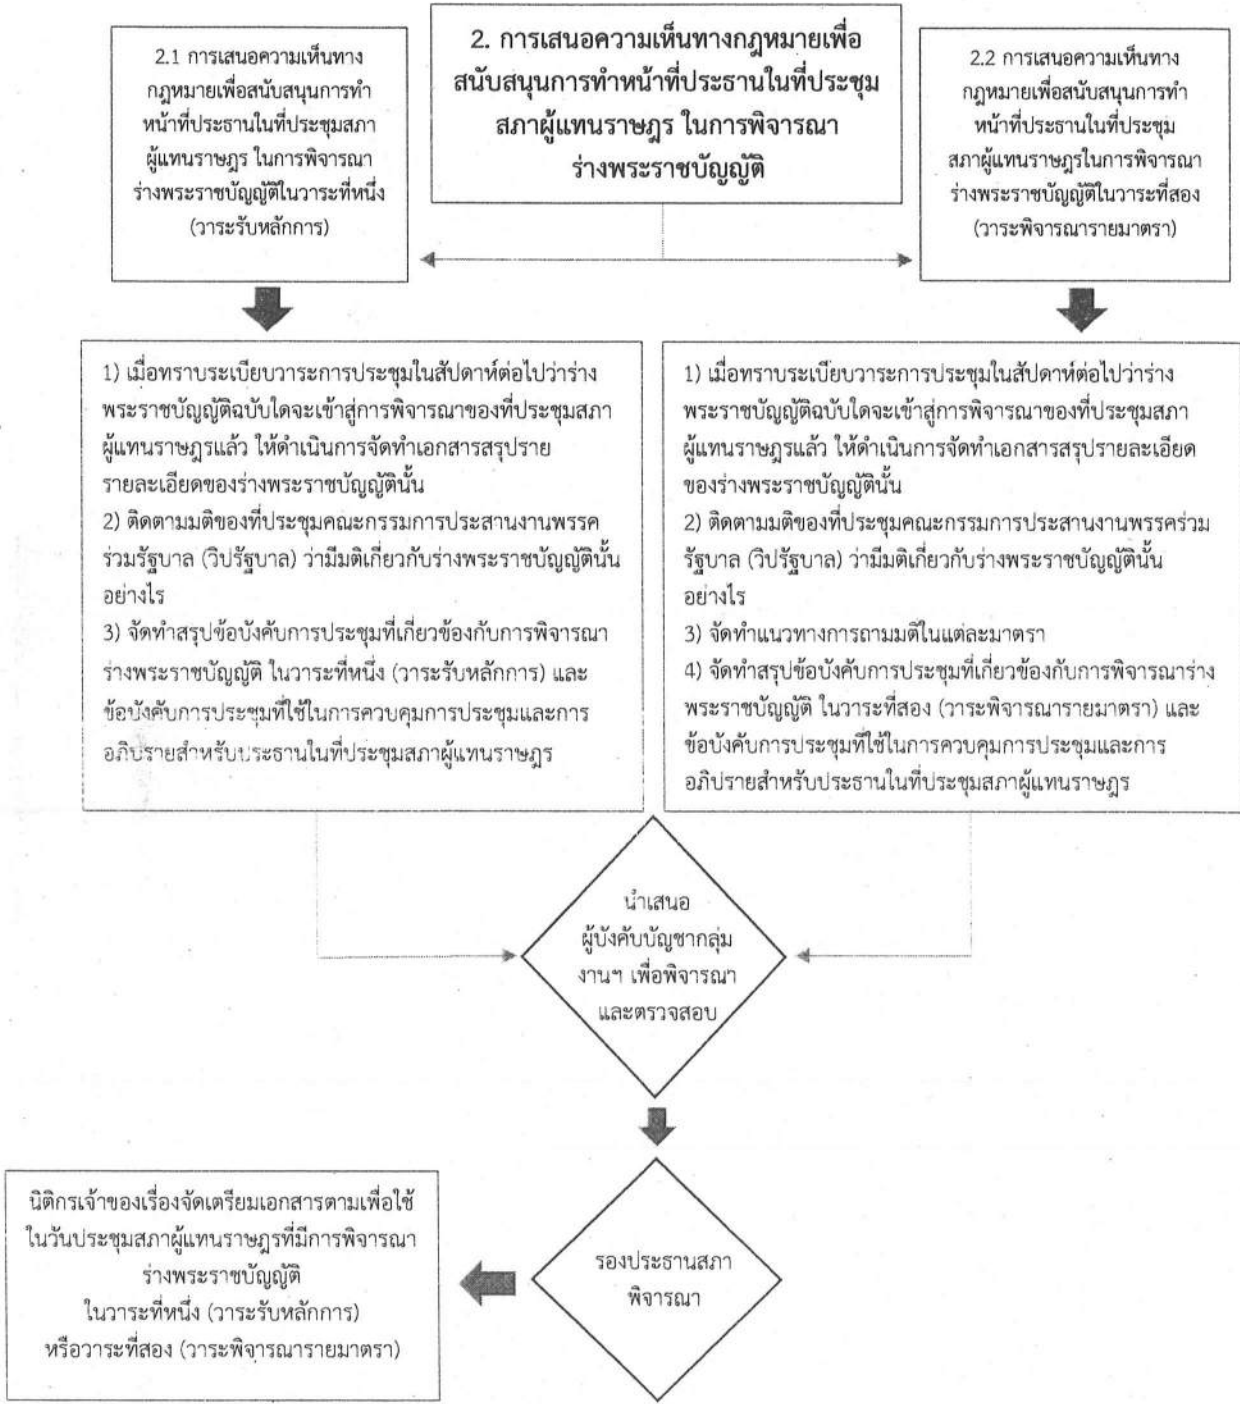 2. การเสนอความเห็นทางกฎหมายเพื่อ
สนับสนุนการทำหน้าที่ประธานในที่ประชุม
สภาผู้แทนราษฎร ในการพิจารณา
ร่างพระราชบัญญัติ
2.1 การเสนอความเห็นทาง
กฎหมายเพื่อสนับสนุนการทำ
หน้าที่ประธานในที่ประชุมสภา
ผู้แทนราษฎร ในการพิจารณา
ร่างพระราชบัญญัติในวาระที่หนึ่ง
(วาระรับหลักการ)
2.2 การเสนอความเห็นทาง
กฎหมายเพื่อสนับสนุนการทำ
หน้าที่ประธานในที่ประชุม
สภาผู้แทนราษฎรในการพิจารณา
ร่างพระราชบัญญัติในวาระที่สอง
(วาระพิจารณารายมาตรา)
1) เมื่อทราบระเบียบวาระการประชุมในสัปดาห์ต่อไปว่าร่าง
พระราชบัญญัติฉบับใดจะเข้าสู่การพิจารณาของที่ประชุมสภา
ผู้แทนราษฎรแล้ว ให้ดำเนินการจัดทำเอกสารสรุปราย
รายละเอียดของร่างพระราชบัญญัตินั้น
2) ติดตามมติของที่ประชุมคณะกรรมการประสานงานพรรค
ร่วมรัฐบาล (วิปรัฐบาล) ว่ามีมติเกี่ยวกับร่างพระราชบัญญัตินั้น
อย่างไร
3) จัดทำสรุปข้อบังคับการประชุมที่เกี่ยวข้องกับการพิจารณา
ร่างพระราชบัญญัติ ในวาระที่หนึ่ง (วาระรับหลักการ) และ
ข้อบังคับการประชุมที่ใช้ในการควบคุมการประชุมและการ
อภิปรายสำหรับประธานในที่ประชุมสภาผู้แทนราษฎร
1) เมื่อทราบระเบียบวาระการประชุมในสัปดาห์ต่อไปว่าร่าง
พระราชบัญญัติฉบับใดจะเข้าสู่การพิจารณาของที่ประชุมสภา
ผู้แทนราษฎรแล้ว ให้ดำเนินการจัดทำเอกสารสรุปรายละเอียด
ของร่างพระราชบัญญัตินั้น
2) ติดตามมติของที่ประชุมคณะกรรมการประสานงานพรรคร่วม
รัฐบาล (วิปรัฐบาล) ว่ามีมติเกี่ยวกับร่างพระราชบัญญัตินั้น
อย่างไร
3) จัดทำแนวทางการถามมติในแต่ละมาตรา
4) จัดทำสรุปข้อบังคับการประชุมที่เกี่ยวข้องกับการพิจารณาร่าง
พระราชบัญญัติ ในวาระที่สอง (วาระพิจารณารายมาตรา) และ
ข้อบังคับการประชุมที่ใช้ในการควบคุมการประชุมและการ
อภิปรายสำหรับประธานในที่ประชุมสภาผู้แทนราษฎร
นำเสนอ
ผู้บังคับบัญชากลุ่ม
งานฯ เพื่อพิจารณา
และตรวจสอบ
รองประธานสภา
พิจารณา
นิติกรเจ้าของเรื่องจัดเตรียมเอกสารตามเพื่อใช้
ในวันประชุมสภาผู้แทนราษฎรที่มีการพิจารณา
ร่างพระราชบัญญัติ
ในวาระที่หนึ่ง (วาระรับหลักการ)
หรือวาระที่สอง (วาระพิจารณารายมาตรา)